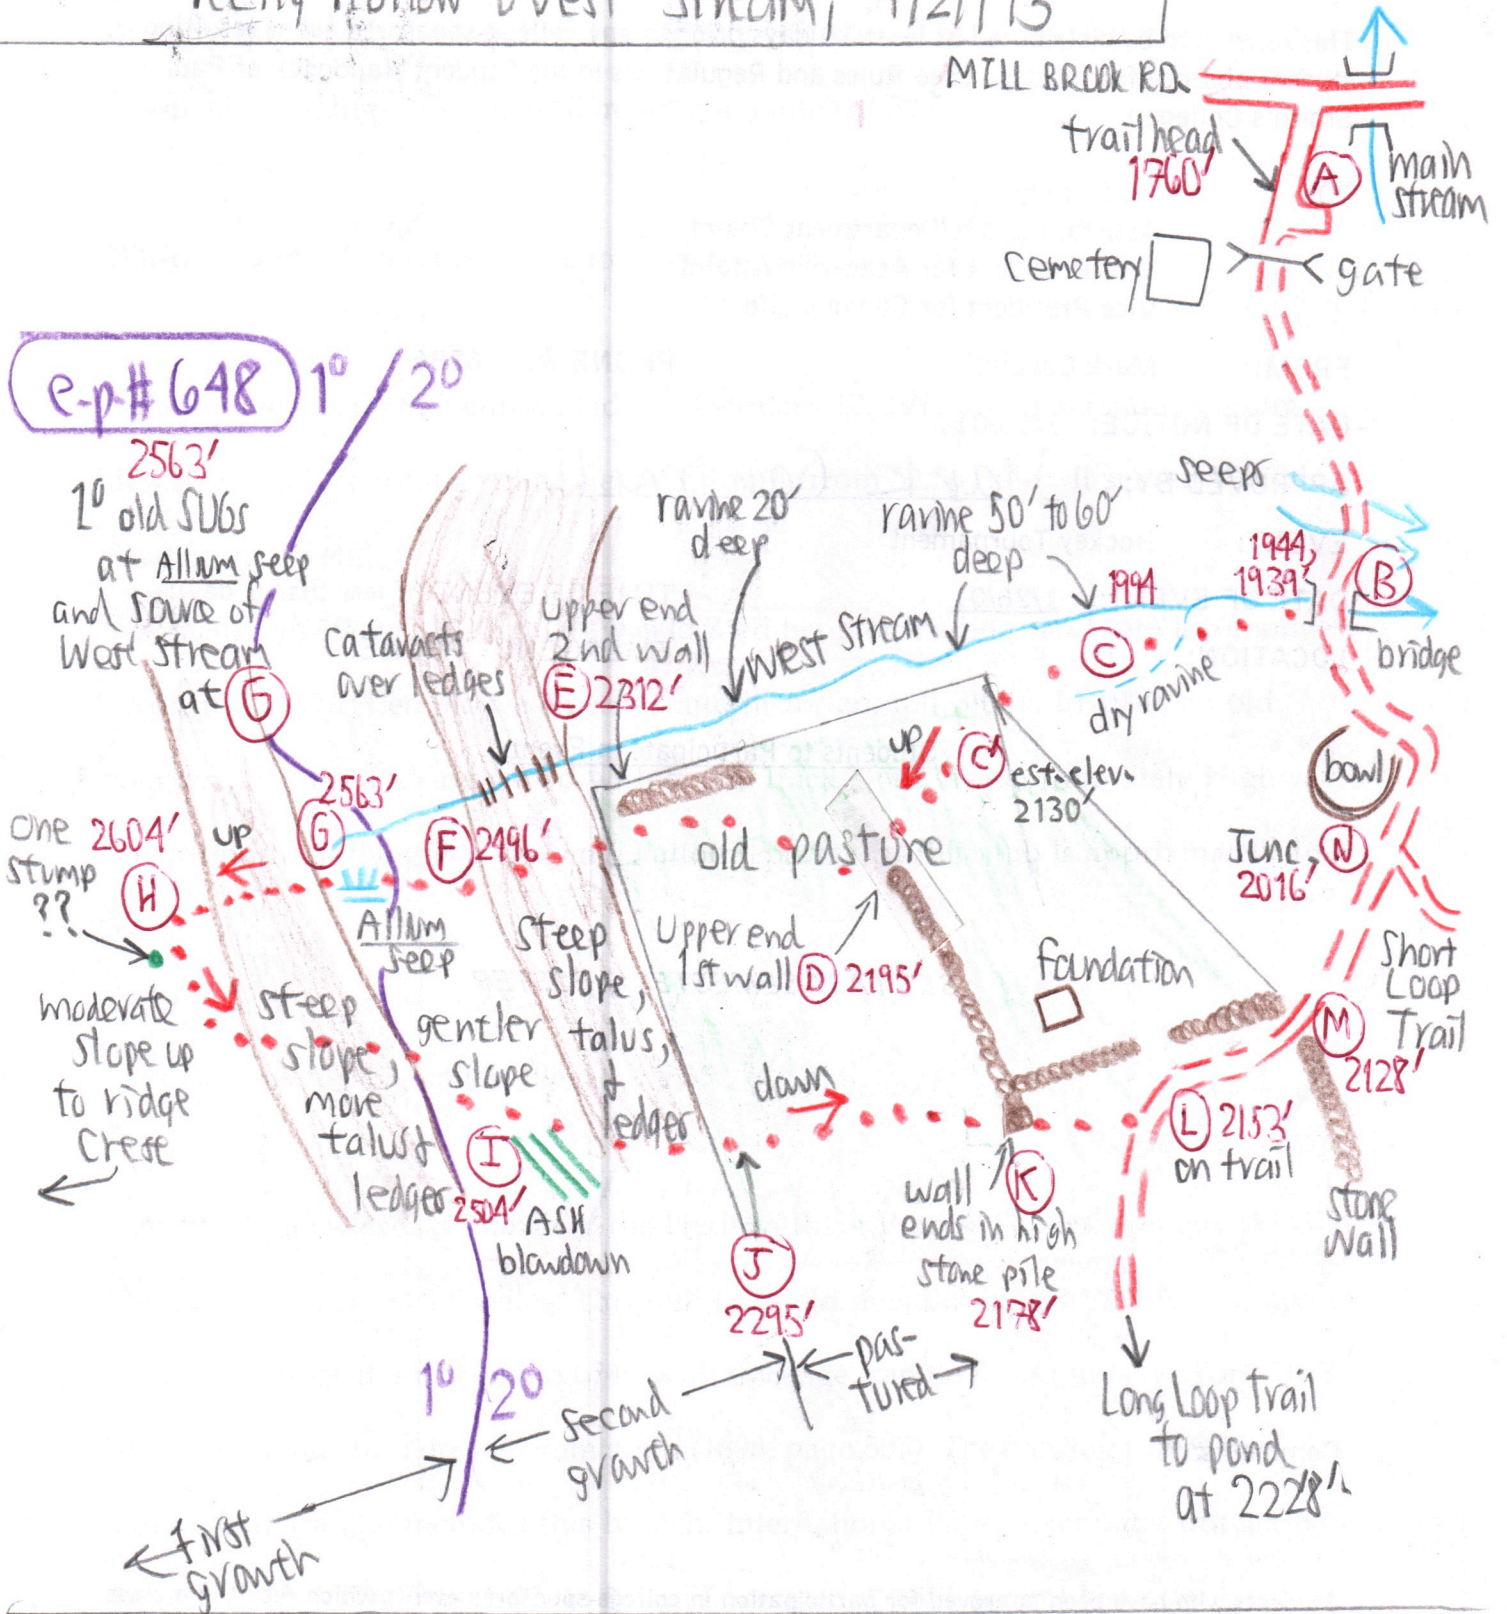 Stream,
MILL BROOK RD.
trailhead
1760'
A
main
stream
cemetery
gate
e-p# 648
1° 2°
2563'
1° old SUGs
at Allium seep
and source of
West Stream
at G
cataracts
over ledges
upper end
2nd wall
E 2312'
ravine 20'
deep
ravine 50' to 60'
deep
West Stream
seeps
1944,
1939'
B
bridge
1994
C
dry ravine
up
C'
est. elev.
2130'
bowl
Junc, N
2016'
Short
Loop
Trail
2563'
G
F 2496'
old pasture
one
stump
??
2604'
up
H
Allium
seep
steep
slope,
talus,
&
ledger
upper end
1st wall D 2195'
foundation
M
2128'
moderate
slope up
to ridge
crest
steep
slope,
more
talus &
ledger
gentler
slope
down
I
2504'
ASH
blowdown
J
2295'
wall
ends in high
stone pile
2178'
K
L 2153'
on trail
stone
wall
1° 2°
second
growth
pas-
tured
first
growth
Long Loop Trail
to pond
at 2228'